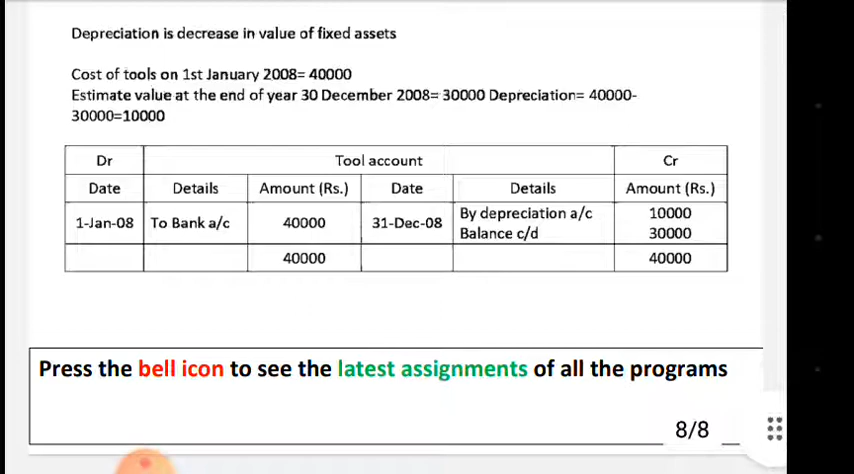 Depreciation is decrease in value of fixed assets
Cost of tools on 1st January 2008= 40000
Estimate value at the end of year 30 December 2008= 30000 Depreciation= 40000-
30000=10000
Dr Tool account Cr
Date Details Amount (Rs.) Date Details Amount (Rs.)
1-Jan-08 To Bank a/c 40000 31-Dec-08 By depreciation a/c 10000
Balance c/d 30000
40000 40000
Press the bell icon to see the latest assignments of all the programs
8/8